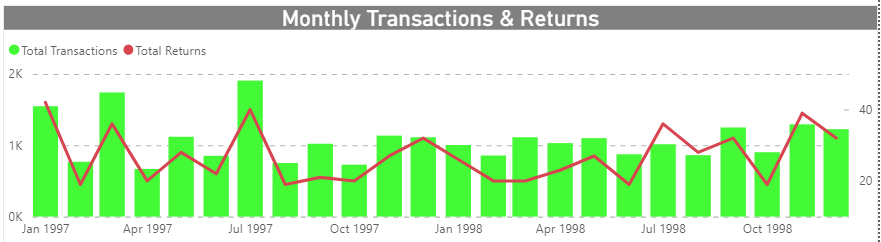 Monthly Transactions & Returns
Total Transactions Total Returns
2K
1K 40
0K 20
Jan 1997 Apr 1997 Jul 1997 Oct 1997 Jan 1998 Apr 1998 Jul 1998 Oct 1998